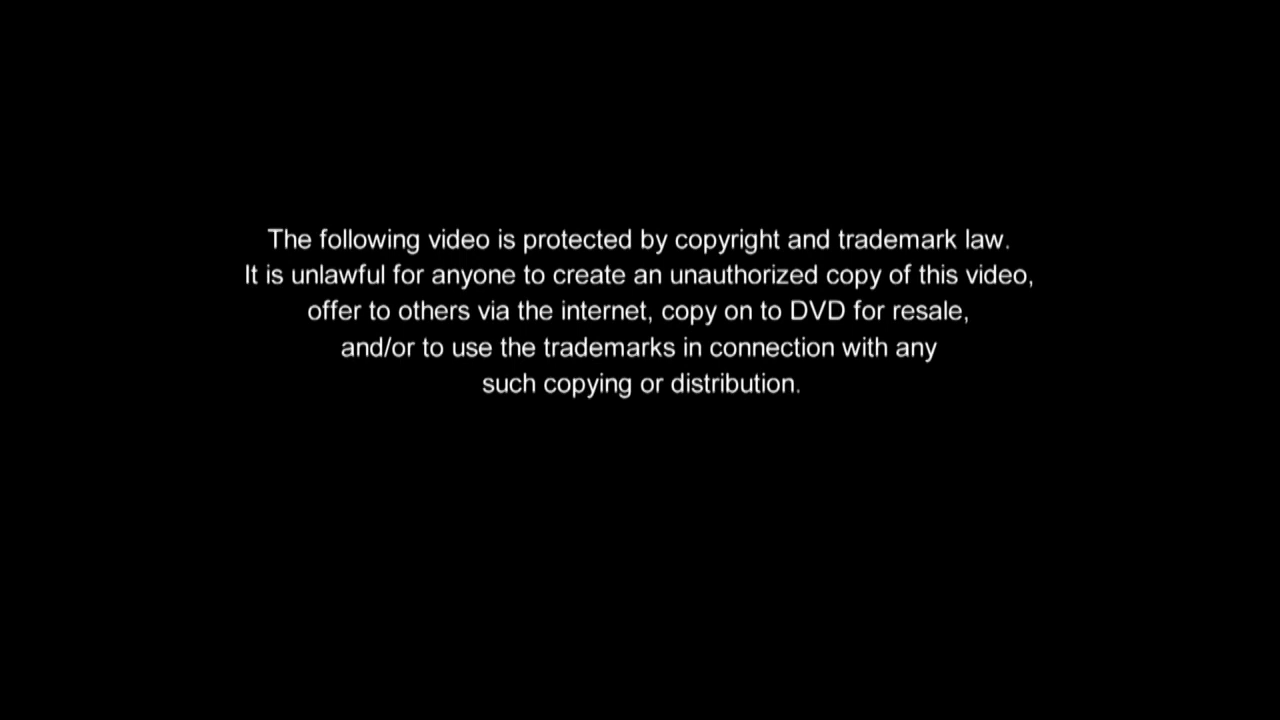 The following video is protected by copyright and trademark law.
It is unlawful for anyone to create an unauthorized copy of this video,
offer to others via the internet, copy on to DVD for resale,
and/or to use the trademarks in connection with any
such copying or distribution.